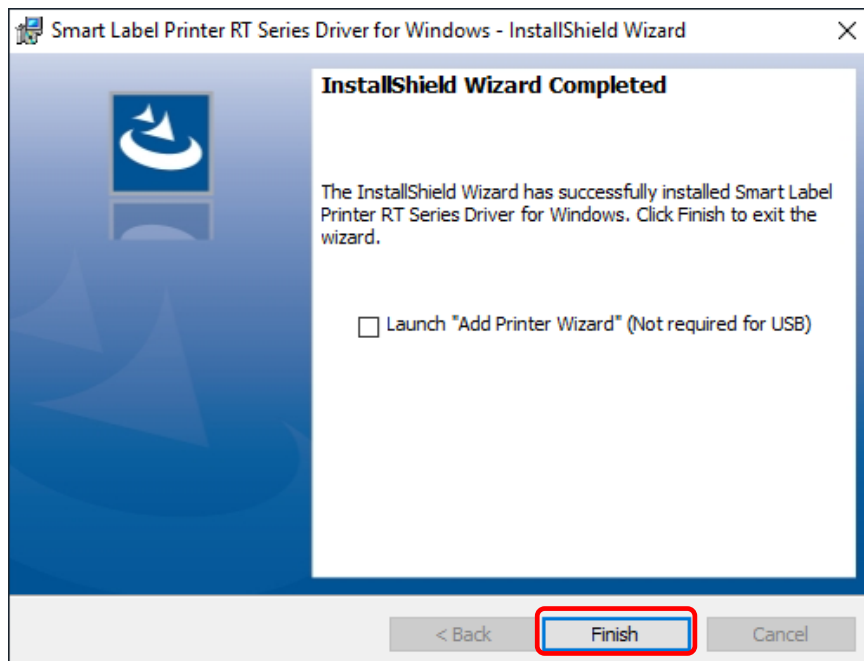 Smart Label Printer RT Series Driver for Windows - InstallShield Wizard
InstallShield Wizard Completed
The InstallShield Wizard has successfully installed Smart Label
Printer RT Series Driver for Windows. Click Finish to exit the
wizard.
Launch "Add Printer Wizard" (Not required for USB)
< Back
Finish
Cancel